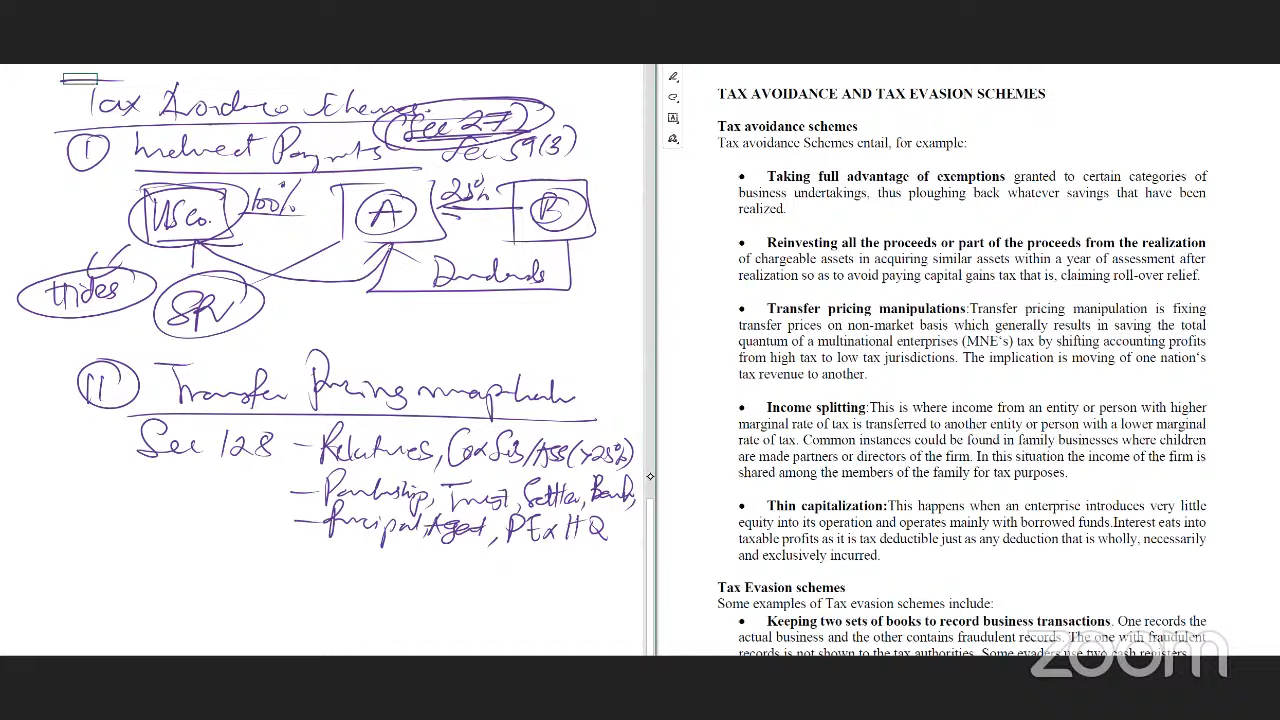 Tax Avoidance Schemes.
(Sec 27)
I Indirect Payments Sec 59(3)
US Co. 100% A 25% B
Dividends
SPV
II Transfer Pricing
Sec 128 – Relatives, Co & Sub/Ass (>25%)
– Partnership, Trust, Settlor,
– Principal, Agent, PE & HQ
TAX AVOIDANCE AND TAX EVASION SCHEMES
Tax avoidance schemes
Tax avoidance Schemes entail, for example:
• Taking full advantage of exemptions granted to certain categories of
business undertakings, thus ploughing back whatever savings that have been
realized.
• Reinvesting all the proceeds or part of the proceeds from the realization
of chargeable assets in acquiring similar assets within a year of assessment after
realization so as to avoid paying capital gains tax that is, claiming roll-over relief.
• Transfer pricing manipulations:Transfer pricing manipulation is fixing
transfer prices on non-market basis which generally results in saving the total
quantum of a multinational enterprises (MNE‘s) tax by shifting accounting profits
from high tax to low tax jurisdictions. The implication is moving of one nation‘s
tax revenue to another.
• Income splitting:This is where income from an entity or person with higher
marginal rate of tax is transferred to another entity or person with a lower marginal
rate of tax. Common instances could be found in family businesses where children
are made partners or directors of the firm. In this situation the income of the firm is
shared among the members of the family for tax purposes.
• Thin capitalization:This happens when an enterprise introduces very little
equity into its operation and operates mainly with borrowed funds.Interest eats into
taxable profits as it is tax deductible just as any deduction that is wholly, necessarily
and exclusively incurred.
Tax Evasion schemes
Some examples of Tax evasion schemes include:
• Keeping two sets of books to record business transactions. One records the
actual business and the other contains fraudulent records. The one with fraudulent
records is not shown to the tax authorities. Some evaders use two cash registers
zoom